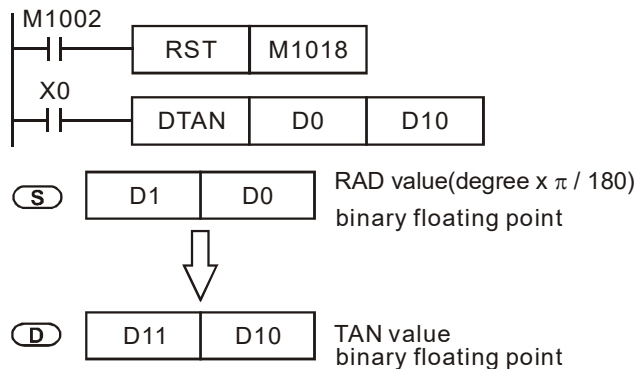 M1002
RST M1018
X0
DTAN D0 D10
S D1 D0 RAD value(degree x π / 180)
binary floating point
D D11 D10 TAN value
binary floating point